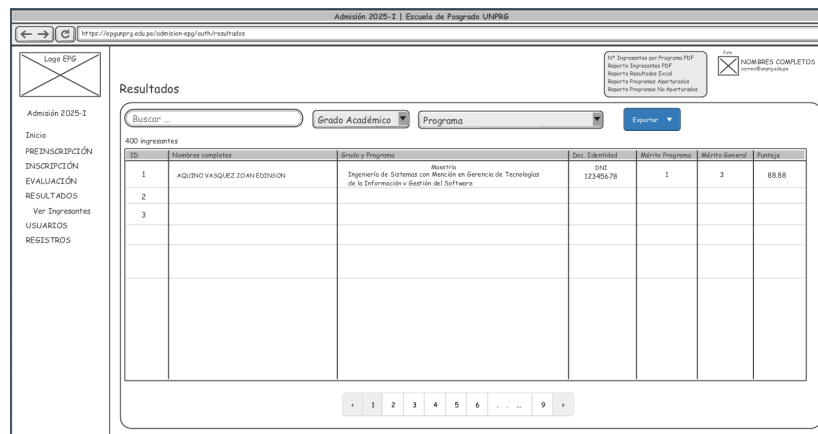 Admisión 2025-I | Escuela de Posgrado UNPRG
https://epgunprg.edu.pe/admision-epg/auth/resultados
Logo EPG
Admisión 2025-I
Inicio
PREINSCRIPCIÓN
INSCRIPCIÓN
EVALUACIÓN
RESULTADOS
Ver Ingresantes
USUARIOS
REGISTROS
N° Ingresantes por Programa PDF
Reporte Ingresantes PDF
Reporte Resultados Excel
Reporte Programas Aperturados
Reporte Programas No Aperturados
Foto
NOMBRES COMPLETOS
correo@unprg.edu.pe
Resultados
Buscar ...
Grado Académico
Programa
Exportar
400 ingresantes
ID Nombres completos Grado y Programa Doc. Identidad Mérito Programa Mérito General Puntaje
1 AQUINO VASQUEZ JOAN EDINSON Maestría DNI 12345678 1 3 88.88
Ingeniería de Sistemas con Mención en Gerencia de Tecnologías
de la Información y Gestión del Software
2
3
‹ 1 2 3 4 5 6 . . … 9 ›